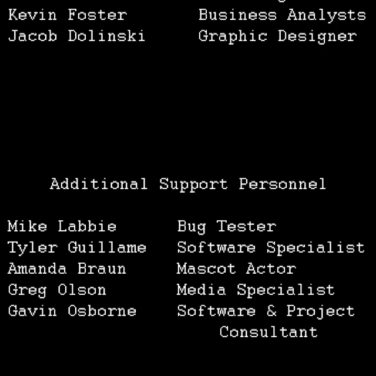 Kevin Foster Business Analysts
Jacob Dolinski Graphic Designer
Additional Support Personnel
Mike Labbie Bug Tester
Tyler Guillame Software Specialist
Amanda Braun Mascot Actor
Greg Olson Media Specialist
Gavin Osborne Software & Project
Consultant